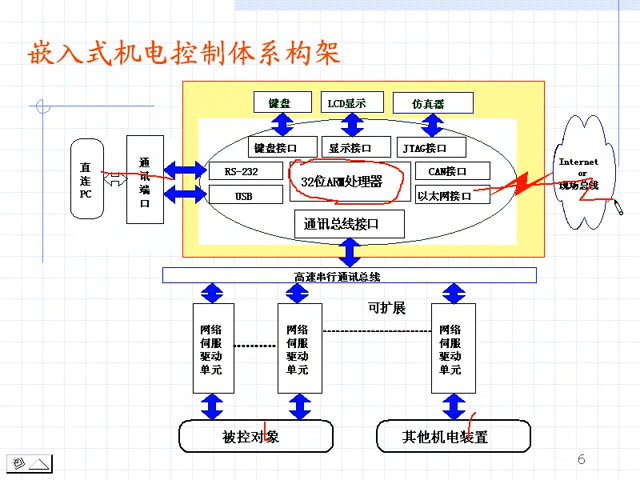 嵌入式机电控制体系构架
键盘
LCD显示
仿真器
键盘接口
显示接口
JTAG接口
直连PC
通讯端口
RS-232
32位ARM处理器
CAN接口
USB
以太网接口
通讯总线接口
Internet
or
现场总线
高速串行通讯总线
可扩展
网络
伺服
驱动
单元
网络
伺服
驱动
单元
网络
伺服
驱动
单元
被控对象
其他机电装置
6